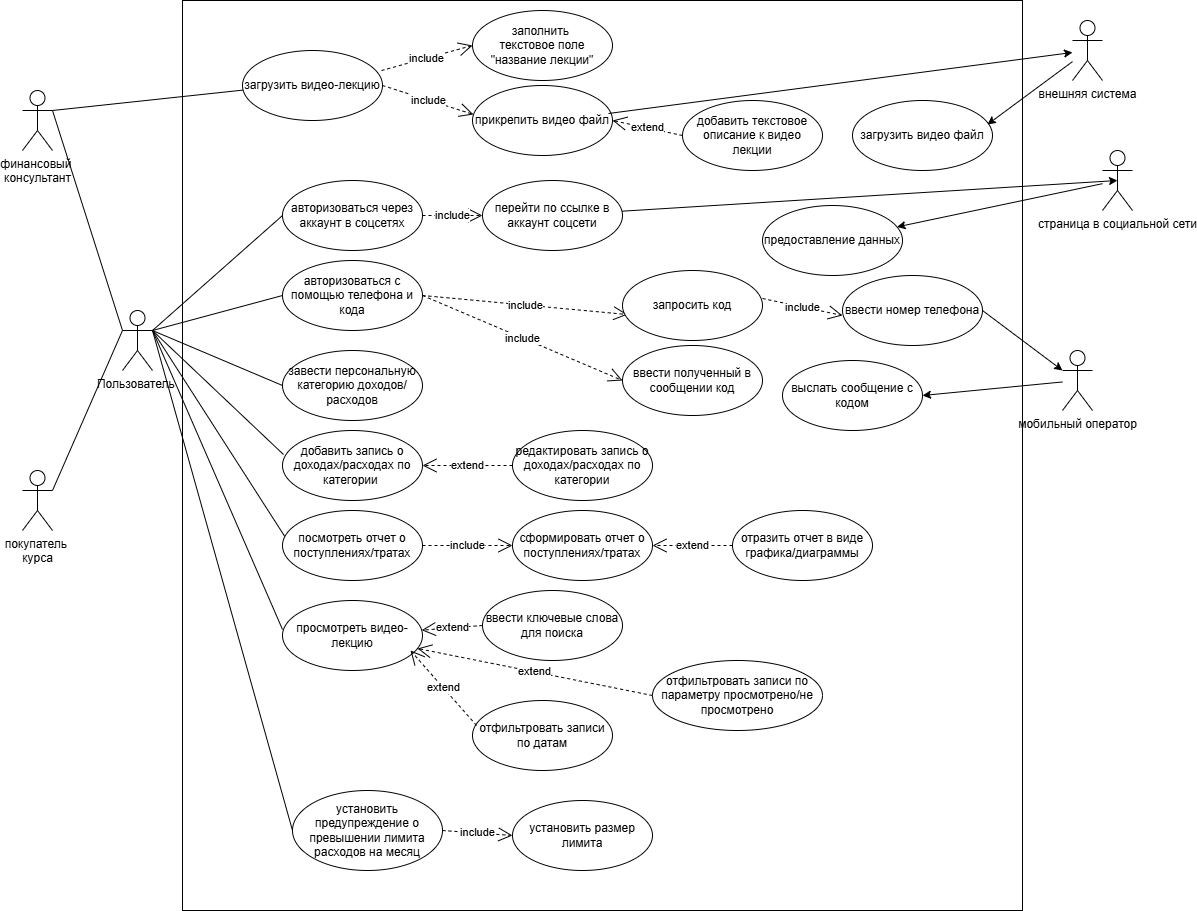 заполнить
текстовое поле
"название лекции"
include
загрузить видео-лекцию
include
прикрепить видео файл
extend
добавить текстовое
описание к видео
лекции
загрузить видео файл
внешняя система
финансовый
консультант
авторизоваться через
аккаунт в соцсетях
include
перейти по ссылке в
аккаунт соцсети
предоставление данных
страница в социальной сети
авторизоваться с
помощью телефона и
кода
include
include
запросить код
include
ввести номер телефона
ввести полученный в
сообщении код
выслать сообщение с
кодом
мобильный оператор
Пользователь
завести персональную
категорию доходов/
расходов
добавить запись о
доходах/расходах по
категории
extend
редактировать запись о
доходах/расходах по
категории
покупатель
курса
посмотреть отчет о
поступлениях/тратах
include
сформировать отчет о
поступлениях/тратах
extend
отразить отчет в виде
графика/диаграммы
просмотреть видео-
лекцию
extend
ввести ключевые слова
для поиска
extend
отфильтровать записи по
параметру просмотрено/не
просмотрено
extend
отфильтровать записи
по датам
установить
предупреждение о
превышении лимита
расходов на месяц
include
установить размер
лимита